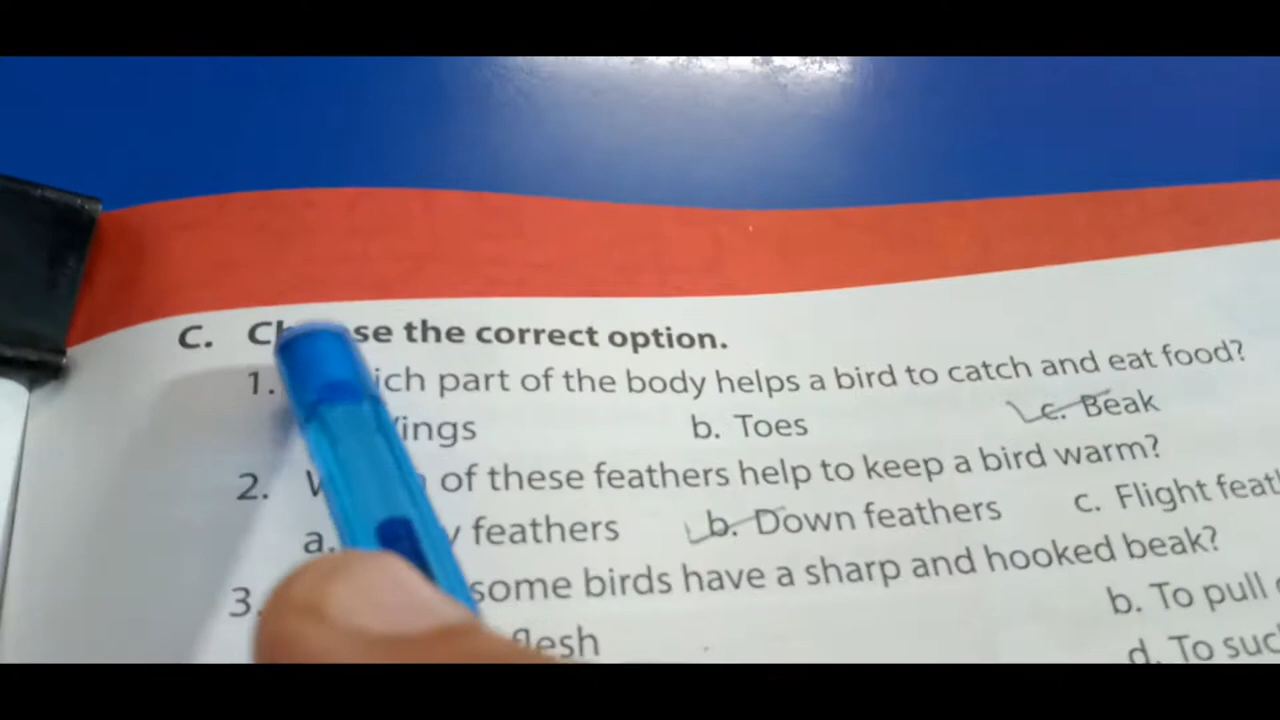 C. se the correct option.
1. ich part of the body helps a bird to catch and eat food?
ings b. Toes c. Beak
2. of these feathers help to keep a bird warm?
a. y feathers b. Down feathers c. Flight feat
3. some birds have a sharp and hooked beak?
b. To pull
flesh
d. To suc